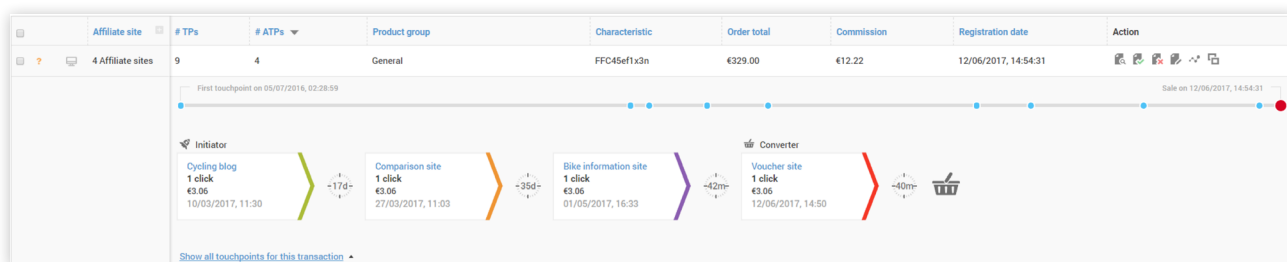 Affiliate site # TPs # ATPs Product group Characteristic Order total Commission Registration date Action
? 4 Affiliate sites 9 4 General FFC45ef1x3n €329.00 €12.22 12/06/2017, 14:54:31
First touchpoint on 05/07/2016, 02:28:59 Sale on 12/06/2017, 14:54:31
Initiator Converter
Cycling blog Comparison site Bike information site Voucher site
1 click 1 click 1 click 1 click
€3.06 -17d- €3.06 -35d- €3.06 -42m- €3.06 -40m-
10/03/2017, 11:30 27/03/2017, 11:03 01/05/2017, 16:33 12/06/2017, 14:50
Show all touchpoints for this transaction